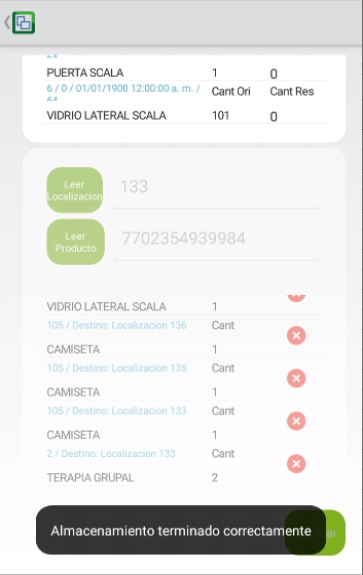 PUERTA SCALA 1 0
6 / 0 / 01/01/1900 12:00:00 a. m. / Cant Ori Cant Res
64
VIDRIO LATERAL SCALA 101 0
Leer Localizacion 133
Leer Producto 7702354939984
VIDRIO LATERAL SCALA 1
105 / Destino: Localizacion 136 Cant
CAMISETA 1
105 / Destino: Localizacion 135 Cant
CAMISETA 1
105 / Destino: Localizacion 133 Cant
CAMISETA 1
2 / Destino: Localizacion 133 Cant
TERAPIA GRUPAL 2
Almacenamiento terminado correctamente